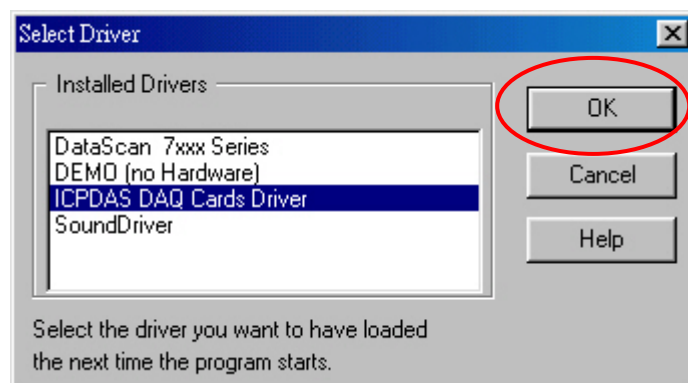 Select Driver
Installed Drivers
DataScan 7xxx Series
DEMO (no Hardware)
ICPDAS DAQ Cards Driver
SoundDriver
OK
Cancel
Help
Select the driver you want to have loaded
the next time the program starts.